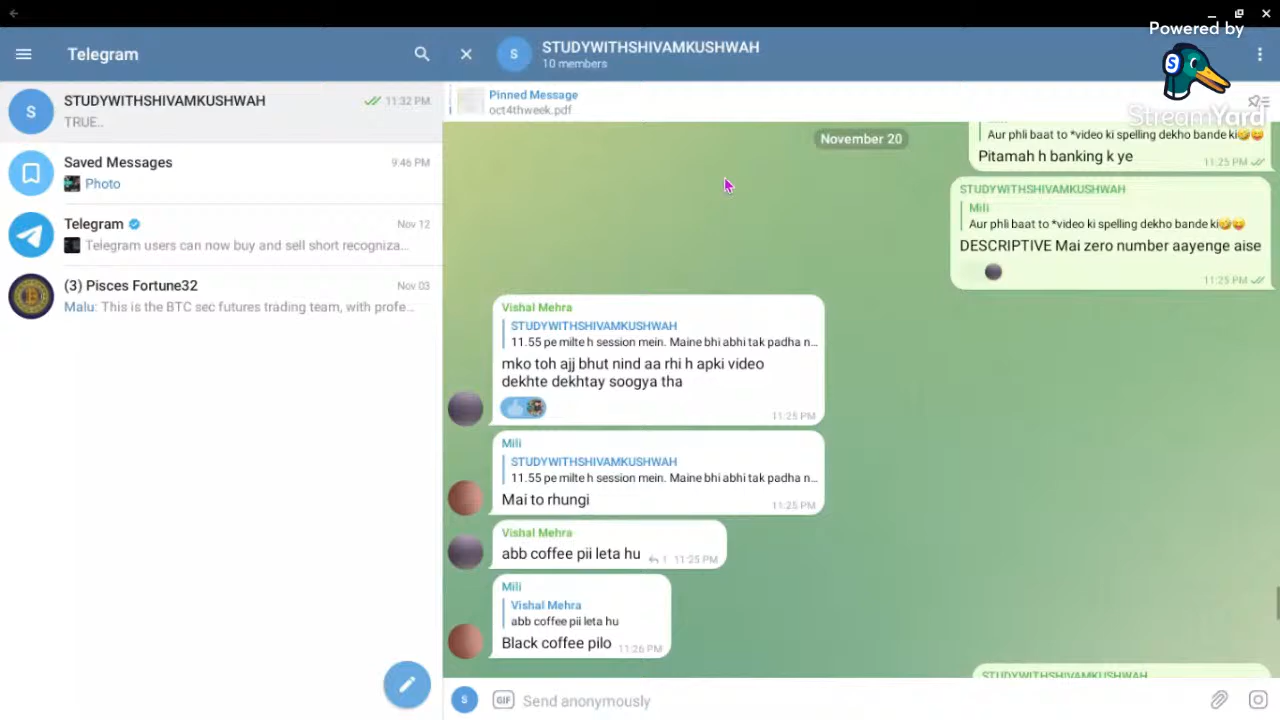 Powered by
StreamYard
Telegram
STUDYWITHSHIVAMKUSHWAH
10 members
STUDYWITHSHIVAMKUSHWAH
11:32 PM
TRUE..
Saved Messages
9:46 PM
Photo
Telegram
Nov 12
Telegram users can now buy and sell short recogniza...
(3) Pisces Fortune32
Nov 03
Malu: This is the BTC sec futures trading team, with profe...
Pinned Message
oct4thweek.pdf
November 20
Aur phli baat to *video ki spelling dekho bande ki🤣😝
Pitamah h banking k ye
11:25 PM
STUDYWITHSHIVAMKUSHWAH
Mili
Aur phli baat to *video ki spelling dekho bande ki🤣😝
DESCRIPTIVE Mai zero number aayenge aise
11:25 PM
Vishal Mehra
STUDYWITHSHIVAMKUSHWAH
11.55 pe milte h session mein. Maine bhi abhi tak padha n...
mko toh ajj bhut nind aa rhi h apki video
dekhte dekhtay soogya tha
11:25 PM
Mili
STUDYWITHSHIVAMKUSHWAH
11.55 pe milte h session mein. Maine bhi abhi tak padha n...
Mai to rhungi
11:25 PM
Vishal Mehra
abb coffee pii leta hu
1 11:25 PM
Mili
Vishal Mehra
abb coffee pii leta hu
Black coffee pilo
11:26 PM
STUDYWITHSHIVAMKUSHWAH
GIF
Send anonymously